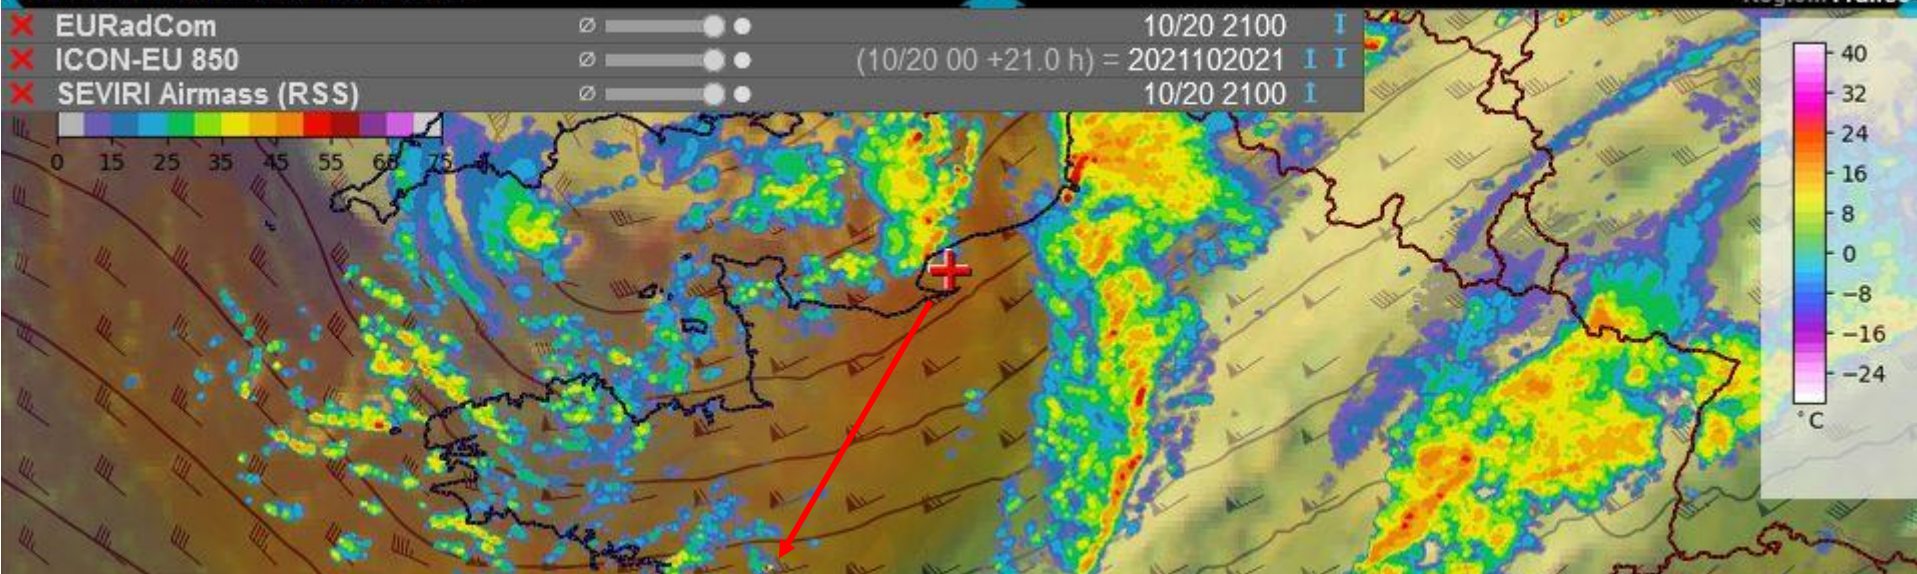 EURadCom ∅ 10/20 2100
ICON-EU 850 ∅ (10/20 00 +21.0 h) = 2021102021
SEVIRI Airmass (RSS) ∅ 10/20 2100
0 15 25 35 45 55 65 75
40
32
24
16
8
0
−8
−16
−24
°C